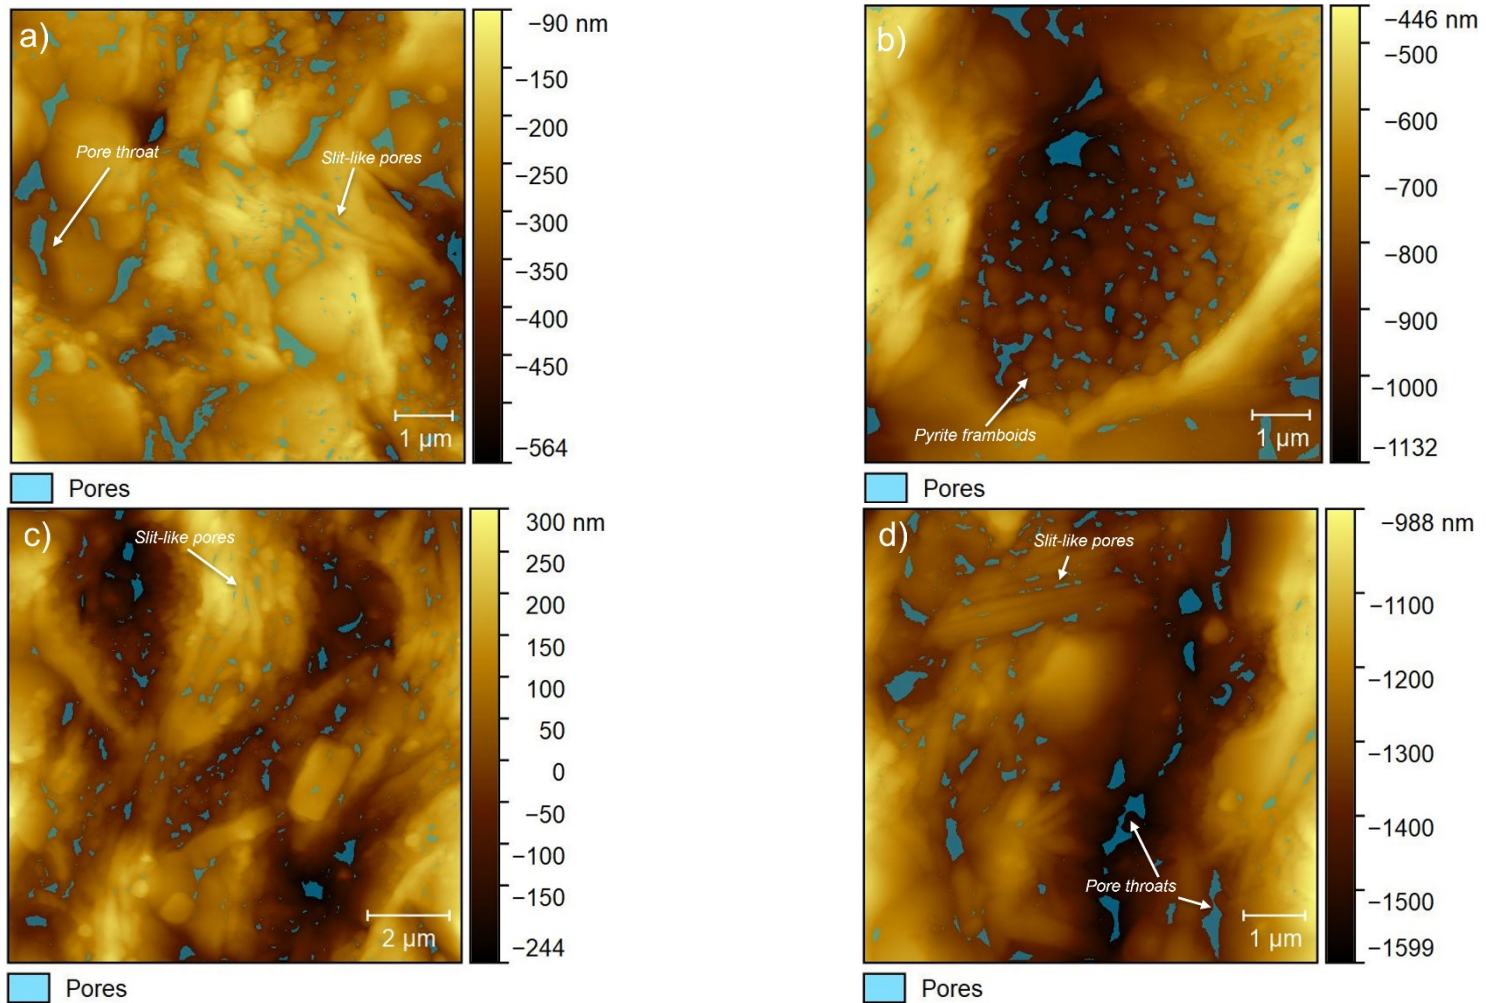 a)
Pore throat
Slit-like pores
1 μm
−90 nm
−150
−200
−250
−300
−350
−400
−450
−564
Pores
b)
Pyrite framboids
1 μm
−446 nm
−500
−600
−700
−800
−900
−1000
−1132
Pores
c)
Slit-like pores
2 μm
300 nm
250
200
150
100
50
0
−50
−100
−150
−244
Pores
d)
Slit-like pores
Pore throats
1 μm
−988 nm
−1100
−1200
−1300
−1400
−1500
−1599
Pores